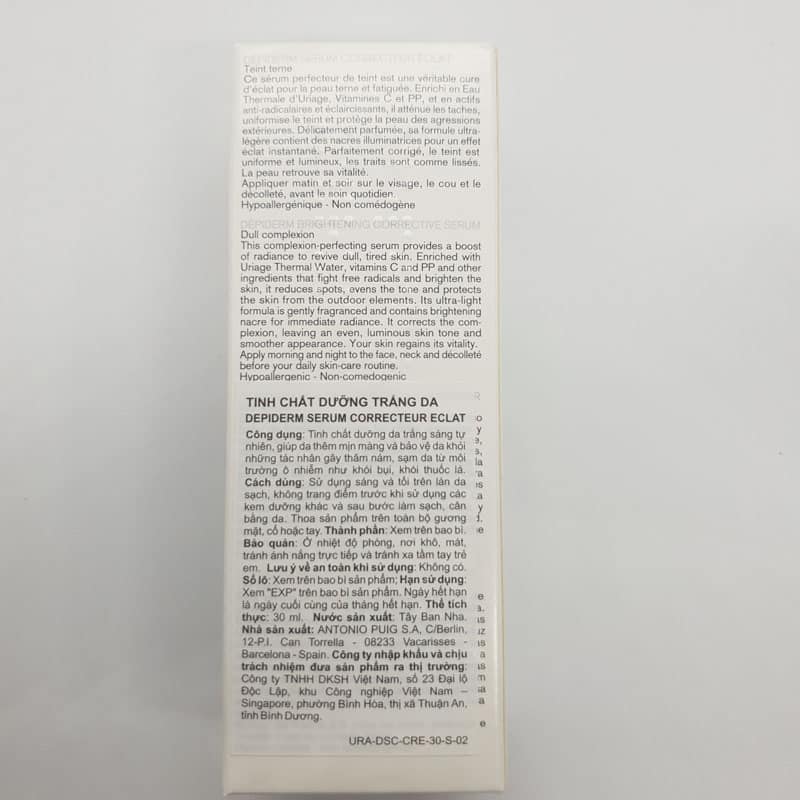 DEPIDERM SERUM CORRECTEUR ÉCLAT
Teint terne
Ce sérum perfecteur de teint est une véritable cure
d'éclat pour la peau terne et fatiguée. Enrichi en Eau
Thermale d'Uriage, Vitamines C et PP, et en actifs
anti-radicalaires et éclaircissants, il atténue les taches,
uniformise le teint et protège la peau des agressions
extérieures. Délicatement parfumée, sa formule ultra-
légère contient des nacres illuminatrices pour un effet
éclat instantané. Parfaitement corrigé, le teint est
uniforme et lumineux, les traits sont comme lissés.
La peau retrouve sa vitalité.
Appliquer matin et soir sur le visage, le cou et le
décolleté, avant le soin quotidien.
Hypoallergénique - Non comédogène
DEPIDERM BRIGHTENING CORRECTIVE SERUM
Dull complexion
This complexion-perfecting serum provides a boost
of radiance to revive dull, tired skin. Enriched with
Uriage Thermal Water, vitamins C and PP and other
ingredients that fight free radicals and brighten the
skin, it reduces spots, evens the tone and protects
the skin from the outdoor elements. Its ultra-light
formula is gently fragranced and contains brightening
nacre for immediate radiance. It corrects the com-
plexion, leaving an even, luminous skin tone and
smoother appearance. Your skin regains its vitality.
Apply morning and night to the face, neck and décolleté
before your daily skin-care routine.
Hypoallergenic - Non-comedogenic
TINH CHẤT DƯỠNG TRẮNG DA
DEPIDERM SERUM CORRECTEUR ECLAT
Công dụng: Tinh chất dưỡng da trắng sáng tự
nhiên, giúp da thêm mịn màng và bảo vệ da khỏi
những tác nhân gây thâm nám, sạm da từ môi
trường ô nhiễm như khói bụi, khói thuốc lá.
Cách dùng: Sử dụng sáng và tối trên làn da
sạch, không trang điểm trước khi sử dụng các
kem dưỡng khác và sau bước làm sạch, cân
bằng da. Thoa sản phẩm trên toàn bộ gương
mặt, cổ hoặc tay. Thành phần: Xem trên bao bì.
Bảo quản: Ở nhiệt độ phòng, nơi khô, mát,
tránh ánh nắng trực tiếp và tránh xa tầm tay trẻ
em. Lưu ý về an toàn khi sử dụng: Không có.
Số lô: Xem trên bao bì sản phẩm; Hạn sử dụng:
Xem "EXP" trên bao bì sản phẩm. Ngày hết hạn
là ngày cuối cùng của tháng hết hạn. Thể tích
thực: 30 ml. Nước sản xuất: Tây Ban Nha.
Nhà sản xuất: ANTONIO PUIG S.A, C/Berlin,
12-P.I. Can Torrella - 08233 Vacarisses -
Barcelona - Spain. Công ty nhập khẩu và chịu
trách nhiệm đưa sản phẩm ra thị trường:
Công ty TNHH DKSH Việt Nam, số 23 Đại lộ
Độc Lập, khu Công nghiệp Việt Nam –
Singapore, phường Bình Hòa, thị xã Thuận An,
tỉnh Bình Dương.
URA-DSC-CRE-30-S-02